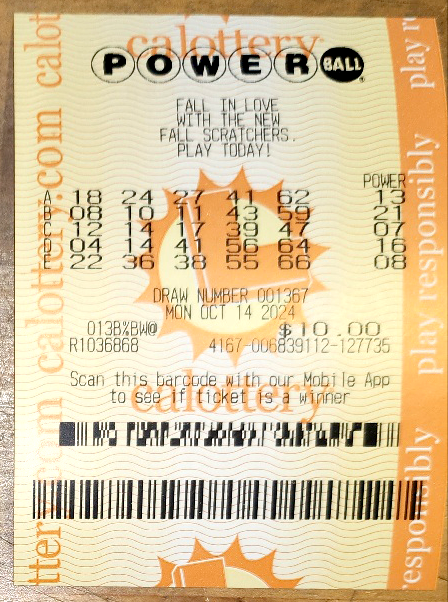 calottery
POWER BALL
FALL IN LOVE
WITH THE NEW
FALL SCRATCHERS.
PLAY TODAY!
POWER
A 18 24 27 41 62 13
B 08 10 11 43 59 21
C 12 14 17 39 47 07
D 04 14 41 56 64 16
E 22 36 38 55 66 08
DRAW NUMBER 001367
MON OCT 14 2024
013B%BW@ $10.00
R1036868 4167-006839112-127735
Scan this barcode with our Mobile App
to see if ticket is a winner
calottery
calot
calottery.com
ttery.com
play r
play responsibly
responsibly